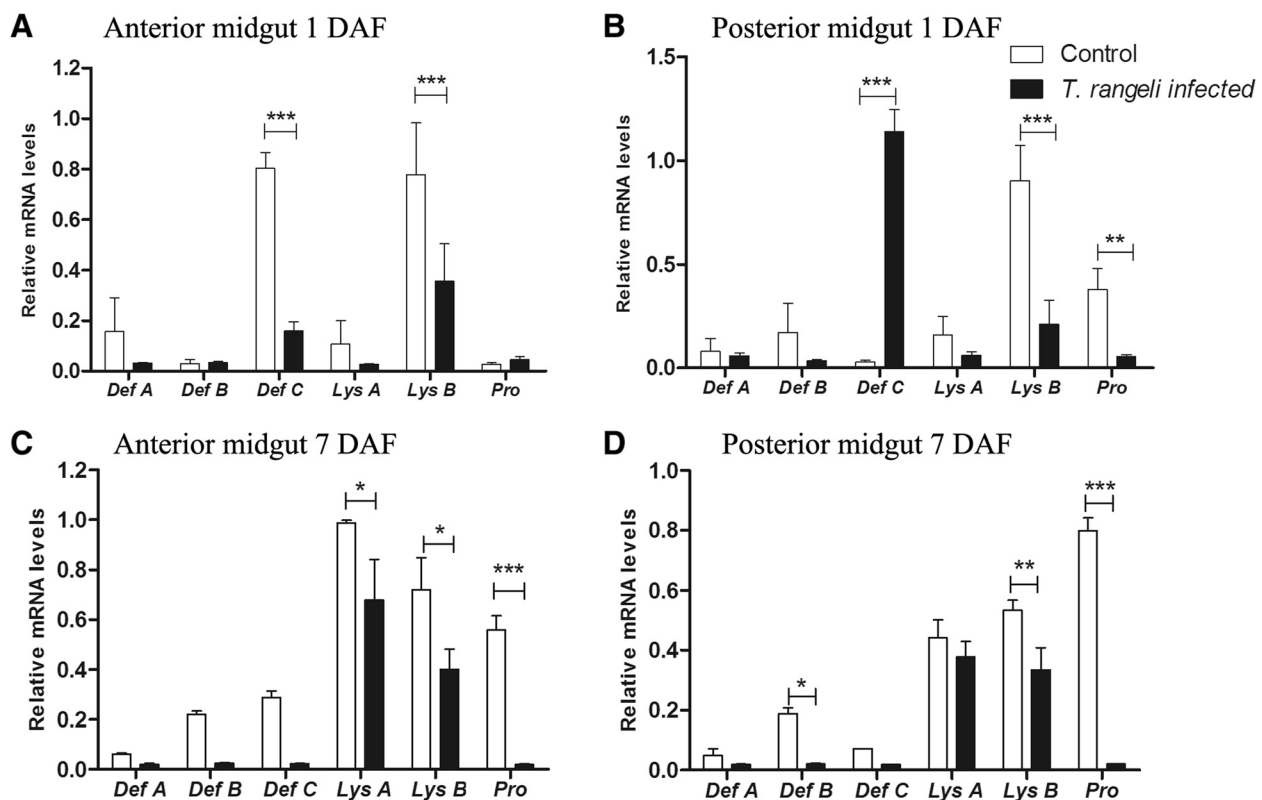 A
Anterior midgut 1 DAF
Relative mRNA levels
1.2
1.0
0.8
0.6
0.4
0.2
0.0
***
***
Def A Def B Def C Lys A Lys B Pro
B
Posterior midgut 1 DAF
Control
T. rangeli infected
Relative mRNA levels
1.5
1.0
0.5
0.0
***
***
**
Def A Def B Def C Lys A Lys B Pro
C
Anterior midgut 7 DAF
Relative mRNA levels
1.2
1.0
0.8
0.6
0.4
0.2
0.0
*
*
***
Def A Def B Def C Lys A Lys B Pro
D
Posterior midgut 7 DAF
Relative mRNA levels
1.0
0.8
0.6
0.4
0.2
0.0
*
**
***
Def A Def B Def C Lys A Lys B Pro